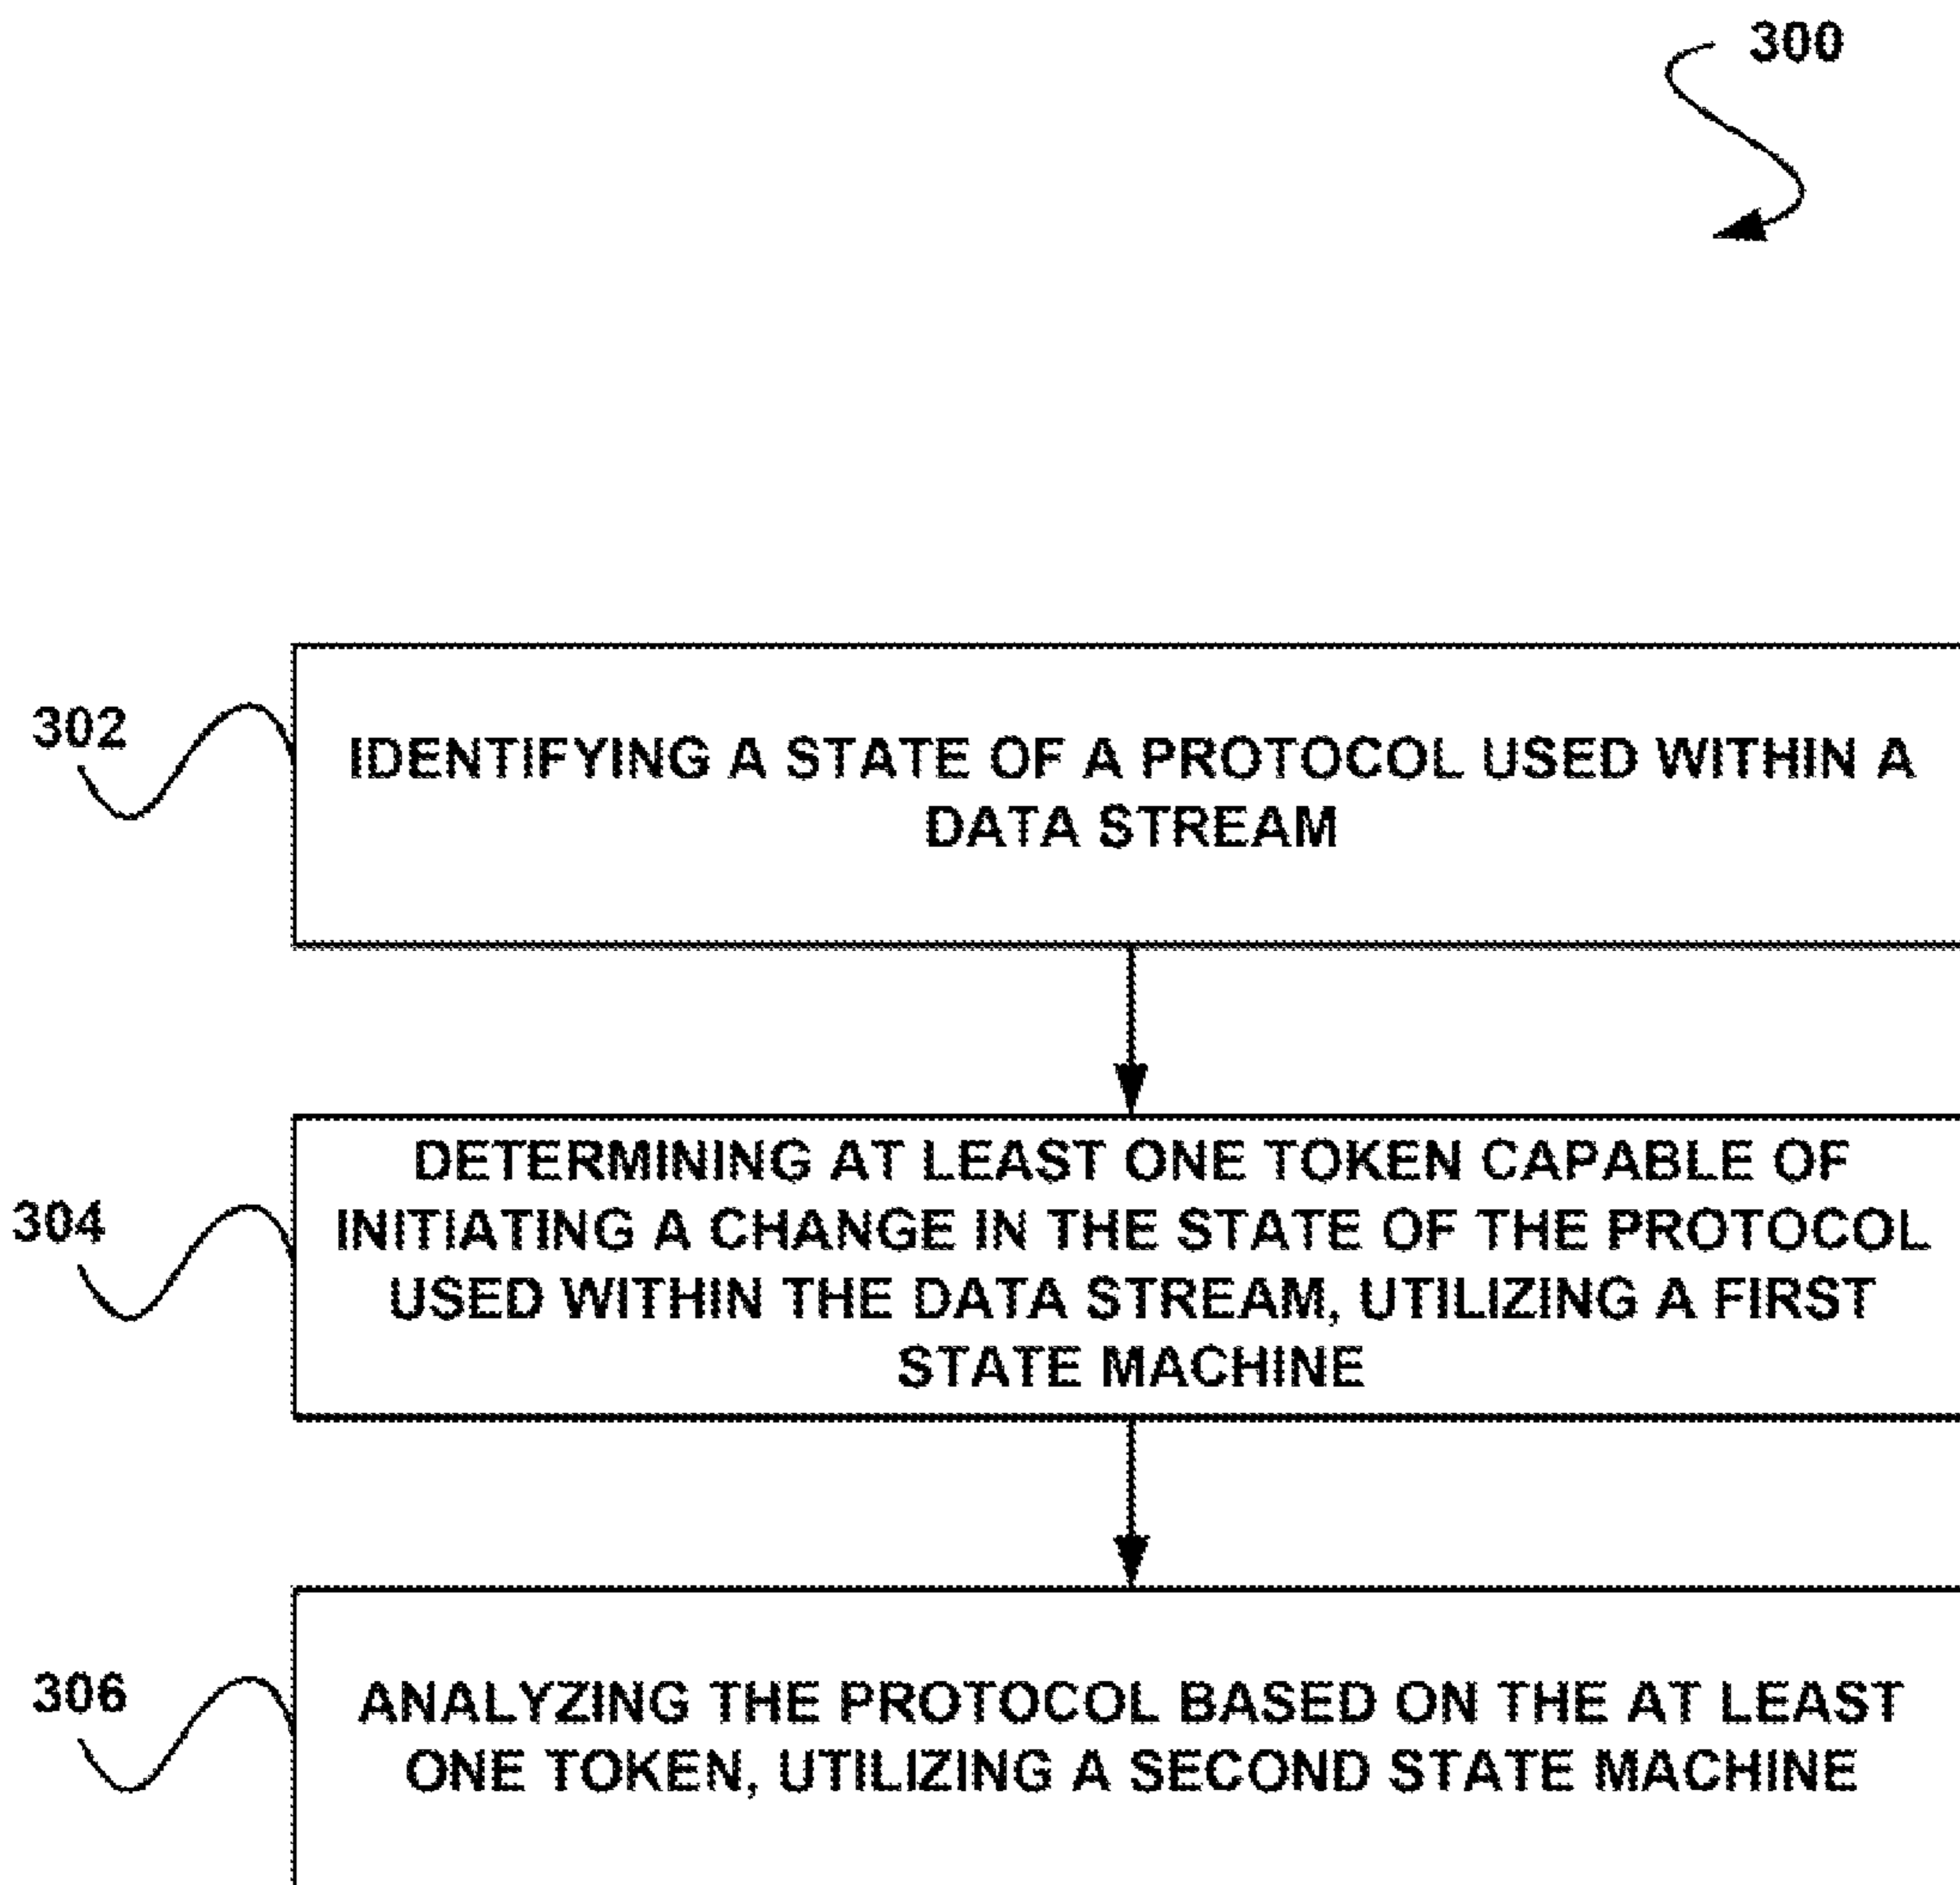 300
302
IDENTIFYING A STATE OF A PROTOCOL USED WITHIN A
DATA STREAM
304
DETERMINING AT LEAST ONE TOKEN CAPABLE OF
INITIATING A CHANGE IN THE STATE OF THE PROTOCOL
USED WITHIN THE DATA STREAM, UTILIZING A FIRST
STATE MACHINE
306
ANALYZING THE PROTOCOL BASED ON THE AT LEAST
ONE TOKEN, UTILIZING A SECOND STATE MACHINE